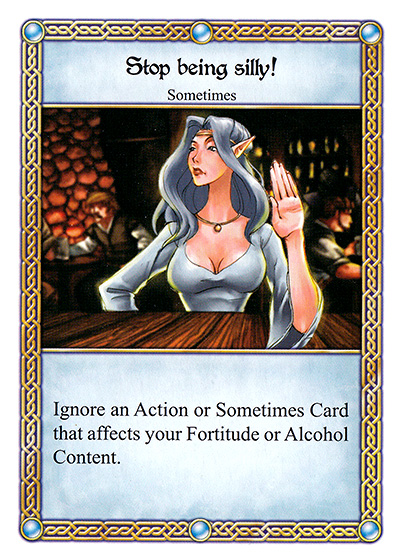 Stop being silly!
Sometimes
Ignore an Action or Sometimes Card
that affects your Fortitude or Alcohol
Content.